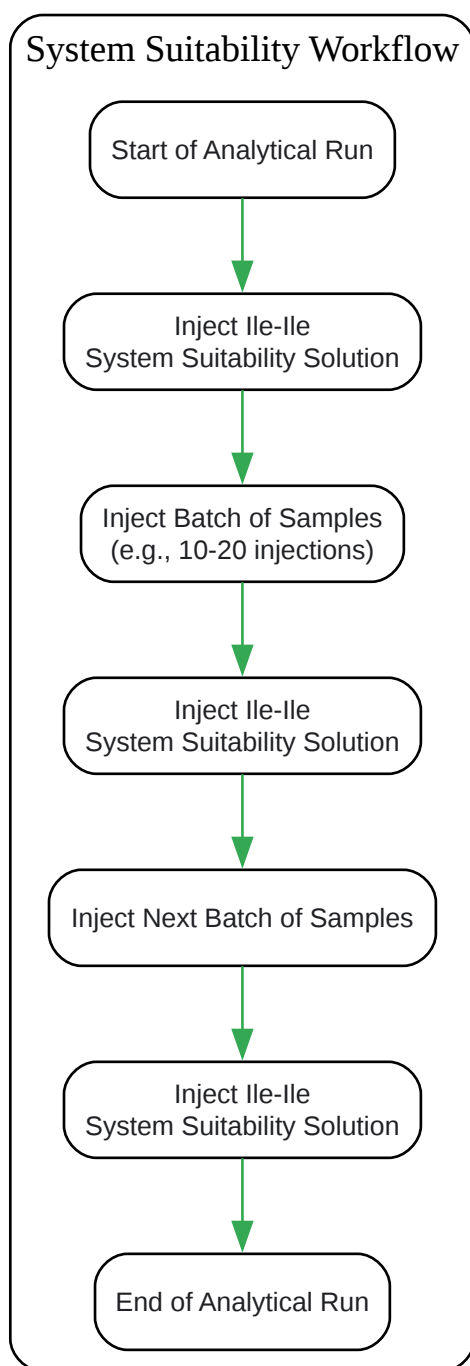 System Suitability Workflow
Start of Analytical Run
Inject Ile-Ile
System Suitability Solution
Inject Batch of Samples
(e.g., 10-20 injections)
Inject Ile-Ile
System Suitability Solution
Inject Next Batch of Samples
Inject Ile-Ile
System Suitability Solution
End of Analytical Run